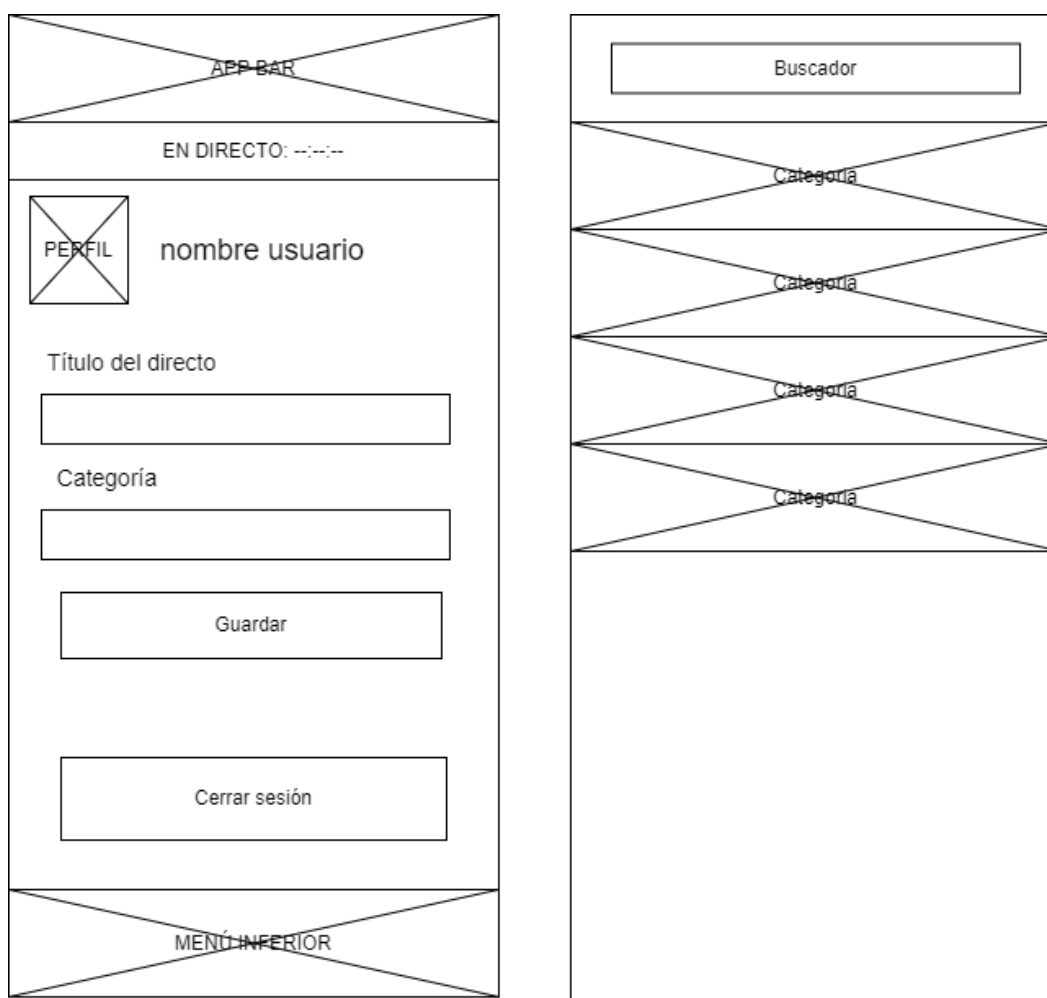 APP BAR
EN DIRECTO: --:--:--
PERFIL
nombre usuario
Título del directo
Categoría
Guardar
Cerrar sesión
MENÚ INFERIOR
Buscador
Categoría
Categoría
Categoría
Categoría